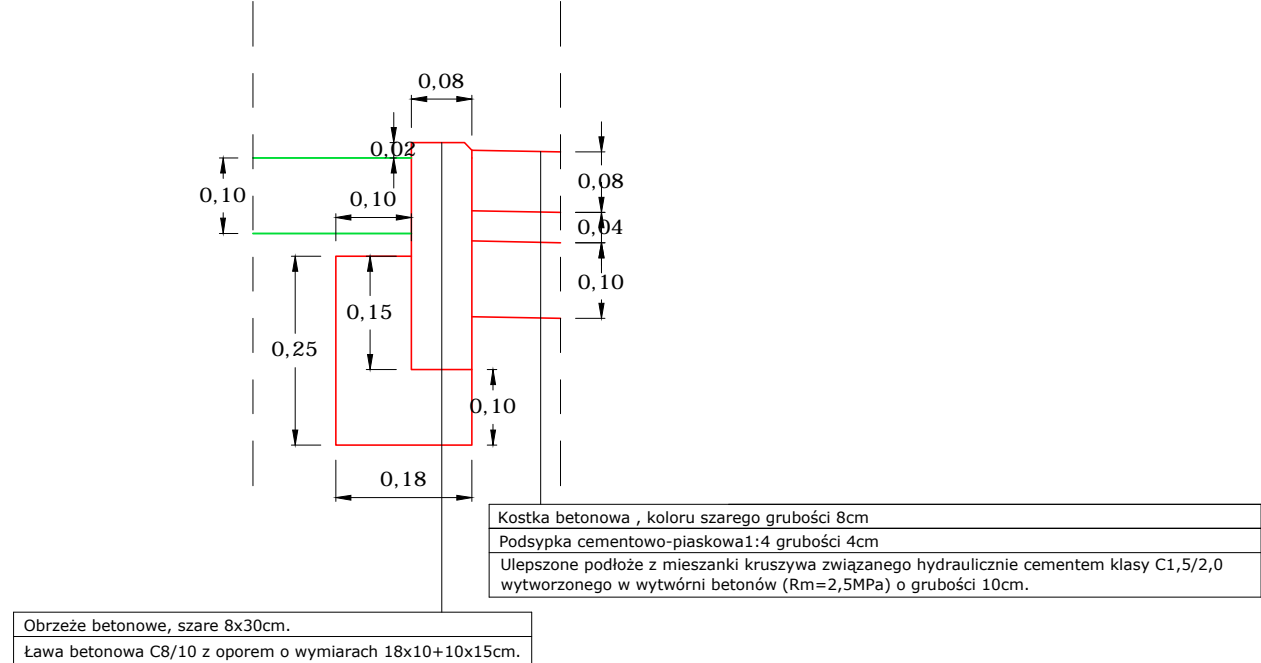 0,08
0,02
0,10
0,10
0,08
0,04
0,10
0,15
0,25
0,10
0,18
Kostka betonowa , koloru szarego grubości 8cm
Podsypka cementowo-piaskowa1:4 grubości 4cm
Ulepszone podłoże z mieszanki kruszywa związanego hydraulicznie cementem klasy C1,5/2,0
wytworzonego w wytwórni betonów (Rm=2,5MPa) o grubości 10cm.
Obrzeże betonowe, szare 8x30cm.
Ława betonowa C8/10 z oporem o wymiarach 18x10+10x15cm.